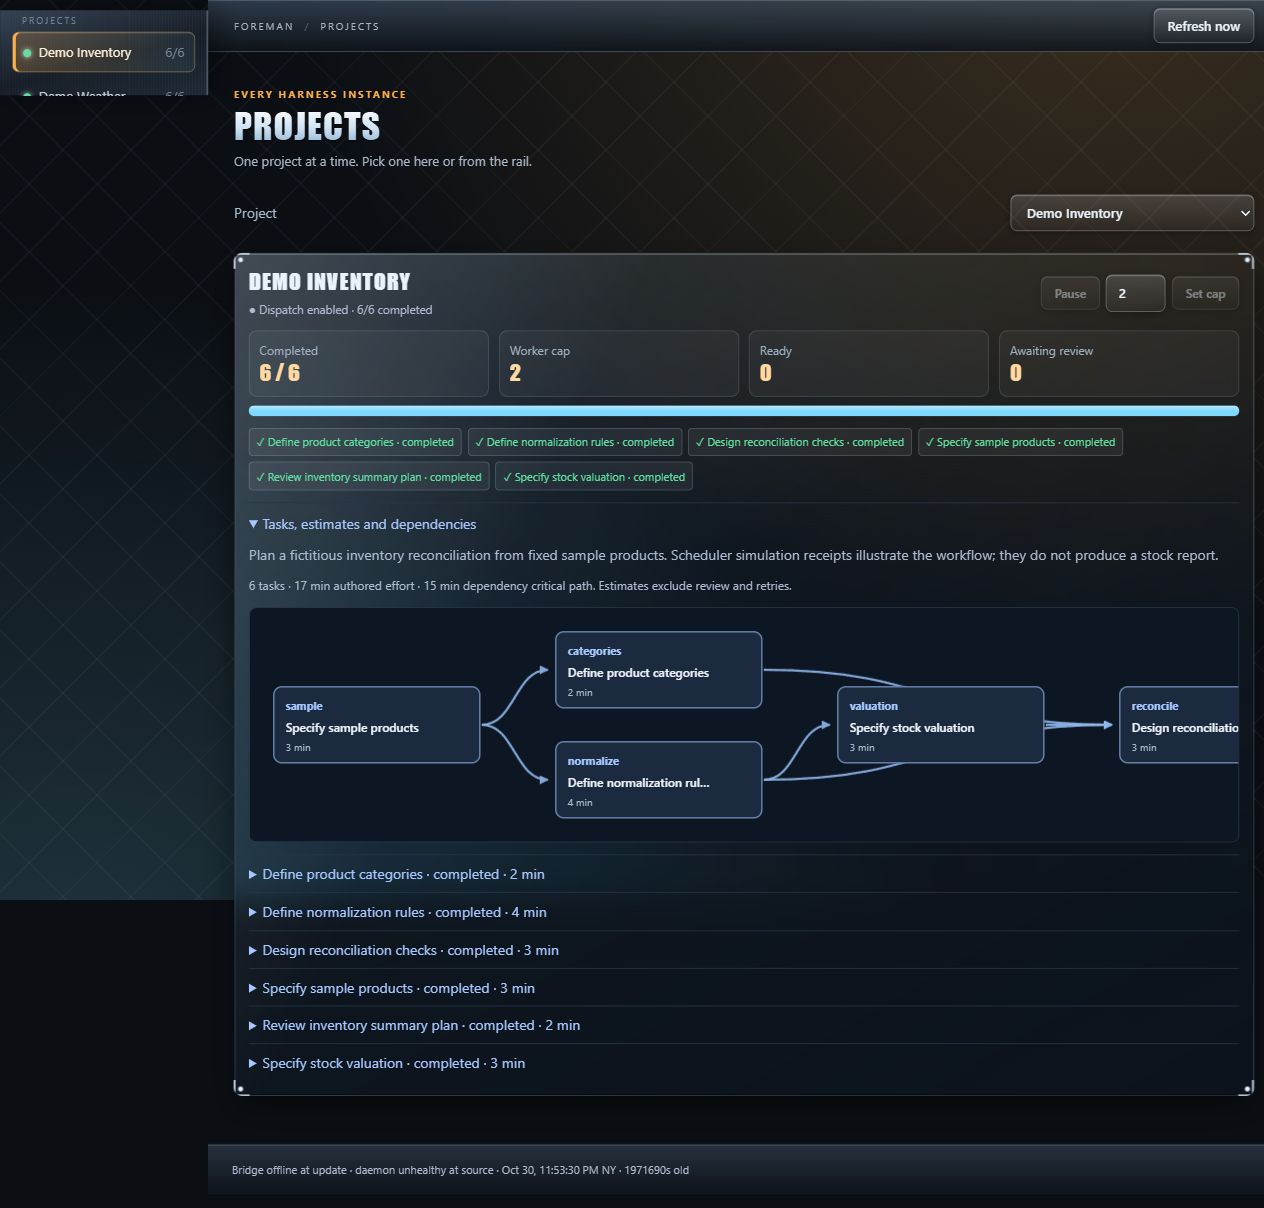 PROJECTS
Demo Inventory 6/6
Demo Weather 6/6
FOREMAN / PROJECTS
Refresh now
EVERY HARNESS INSTANCE
PROJECTS
One project at a time. Pick one here or from the rail.
Project
Demo Inventory
DEMO INVENTORY
● Dispatch enabled · 6/6 completed
Pause
2
Set cap
Completed
6 / 6
Worker cap
2
Ready
0
Awaiting review
0
✓ Define product categories · completed
✓ Define normalization rules · completed
✓ Design reconciliation checks · completed
✓ Specify sample products · completed
✓ Review inventory summary plan · completed
✓ Specify stock valuation · completed
▼ Tasks, estimates and dependencies
Plan a fictitious inventory reconciliation from fixed sample products. Scheduler simulation receipts illustrate the workflow; they do not produce a stock report.
6 tasks · 17 min authored effort · 15 min dependency critical path. Estimates exclude review and retries.
sample
Specify sample products
3 min
categories
Define product categories
2 min
normalize
Define normalization rul...
4 min
valuation
Specify stock valuation
3 min
reconcile
Design reconciliatio
3 min
▶ Define product categories · completed · 2 min
▶ Define normalization rules · completed · 4 min
▶ Design reconciliation checks · completed · 3 min
▶ Specify sample products · completed · 3 min
▶ Review inventory summary plan · completed · 2 min
▶ Specify stock valuation · completed · 3 min
Bridge offline at update · daemon unhealthy at source · Oct 30, 11:53:30 PM NY · 1971690s old